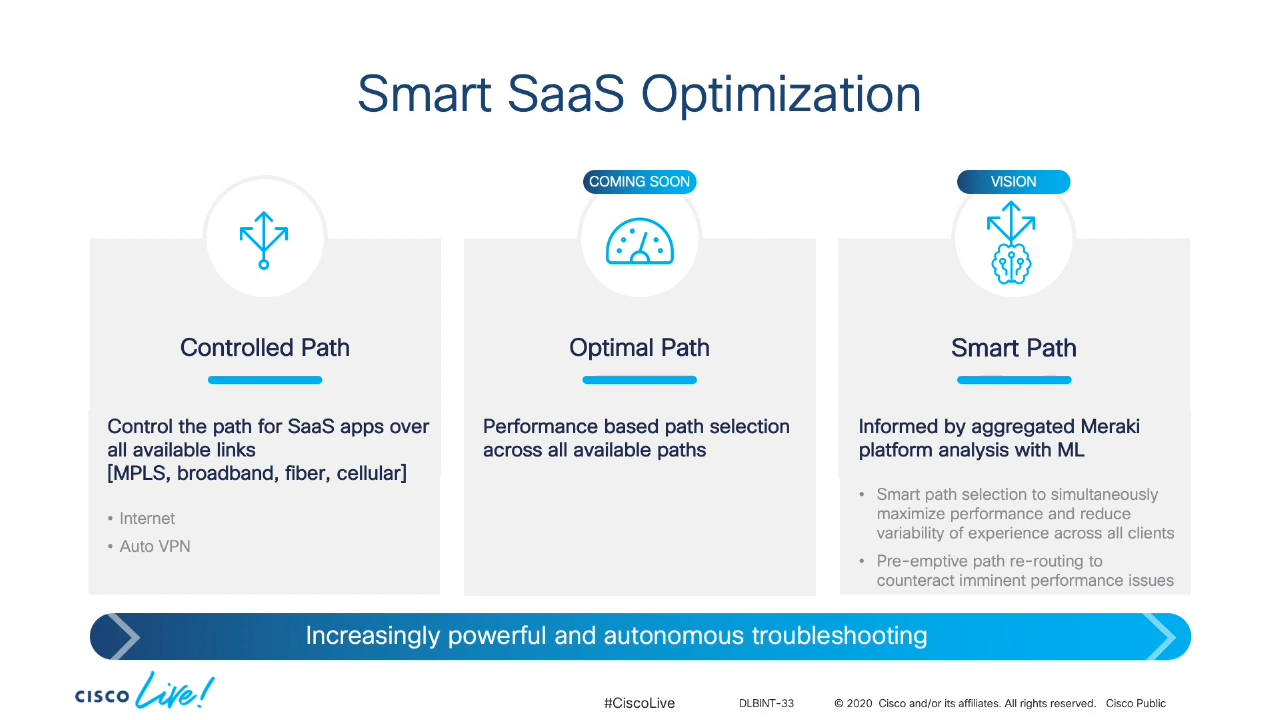 Smart SaaS Optimization
COMING SOON
VISION
Controlled Path
Optimal Path
Smart Path
Control the path for SaaS apps over
all available links
[MPLS, broadband, fiber, cellular]
• Internet
• Auto VPN
Performance based path selection
across all available paths
Informed by aggregated Meraki
platform analysis with ML
• Smart path selection to simultaneously
maximize performance and reduce
variability of experience across all clients
• Pre-emptive path re-routing to
counteract imminent performance issues
Increasingly powerful and autonomous troubleshooting
CISCO Live!
#CiscoLive
DLBINT-33
© 2020 Cisco and/or its affiliates. All rights reserved. Cisco Public